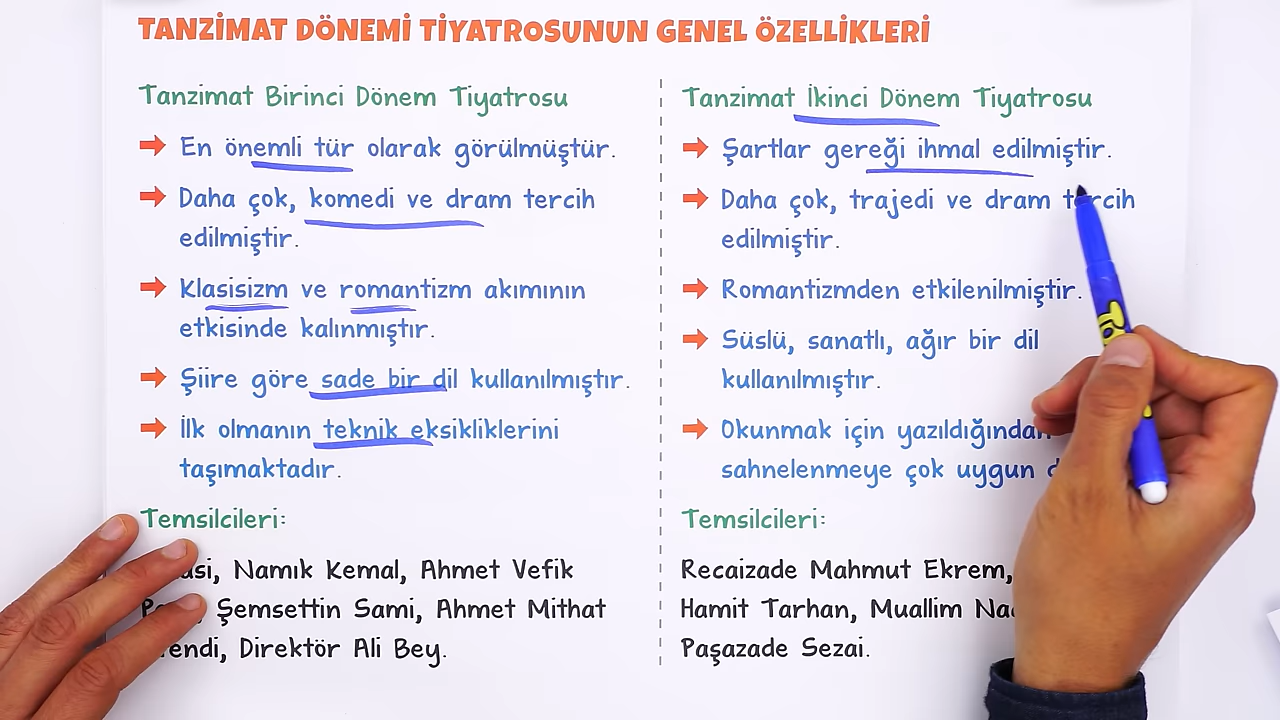 TANZİMAT DÖNEMİ TİYATROSUNUN GENEL ÖZELLİKLERİ
Tanzimat Birinci Dönem Tiyatrosu
En önemli tür olarak görülmüştür.
Daha çok, komedi ve dram tercih
edilmiştir.
Klasisizm ve romantizm akımının
etkisinde kalınmıştır.
Şiire göre sade bir dil kullanılmıştır.
İlk olmanın teknik eksikliklerini
taşımaktadır.
Temsilcileri:
Namık Kemal, Ahmet Vefik
Şemsettin Sami, Ahmet Mithat
Direktör Ali Bey.
Tanzimat İkinci Dönem Tiyatrosu
Şartlar gereği ihmal edilmiştir.
Daha çok, trajedi ve dram tercih
edilmiştir.
Romantizmden etkilenilmiştir.
Süslü, sanatlı, ağır bir dil
kullanılmıştır.
Okunmak için yazıldığından
sahnelenmeye çok uygun
Temsilcileri:
Recaizade Mahmut Ekrem,
Hamit Tarhan, Muallim
Paşazade Sezai.